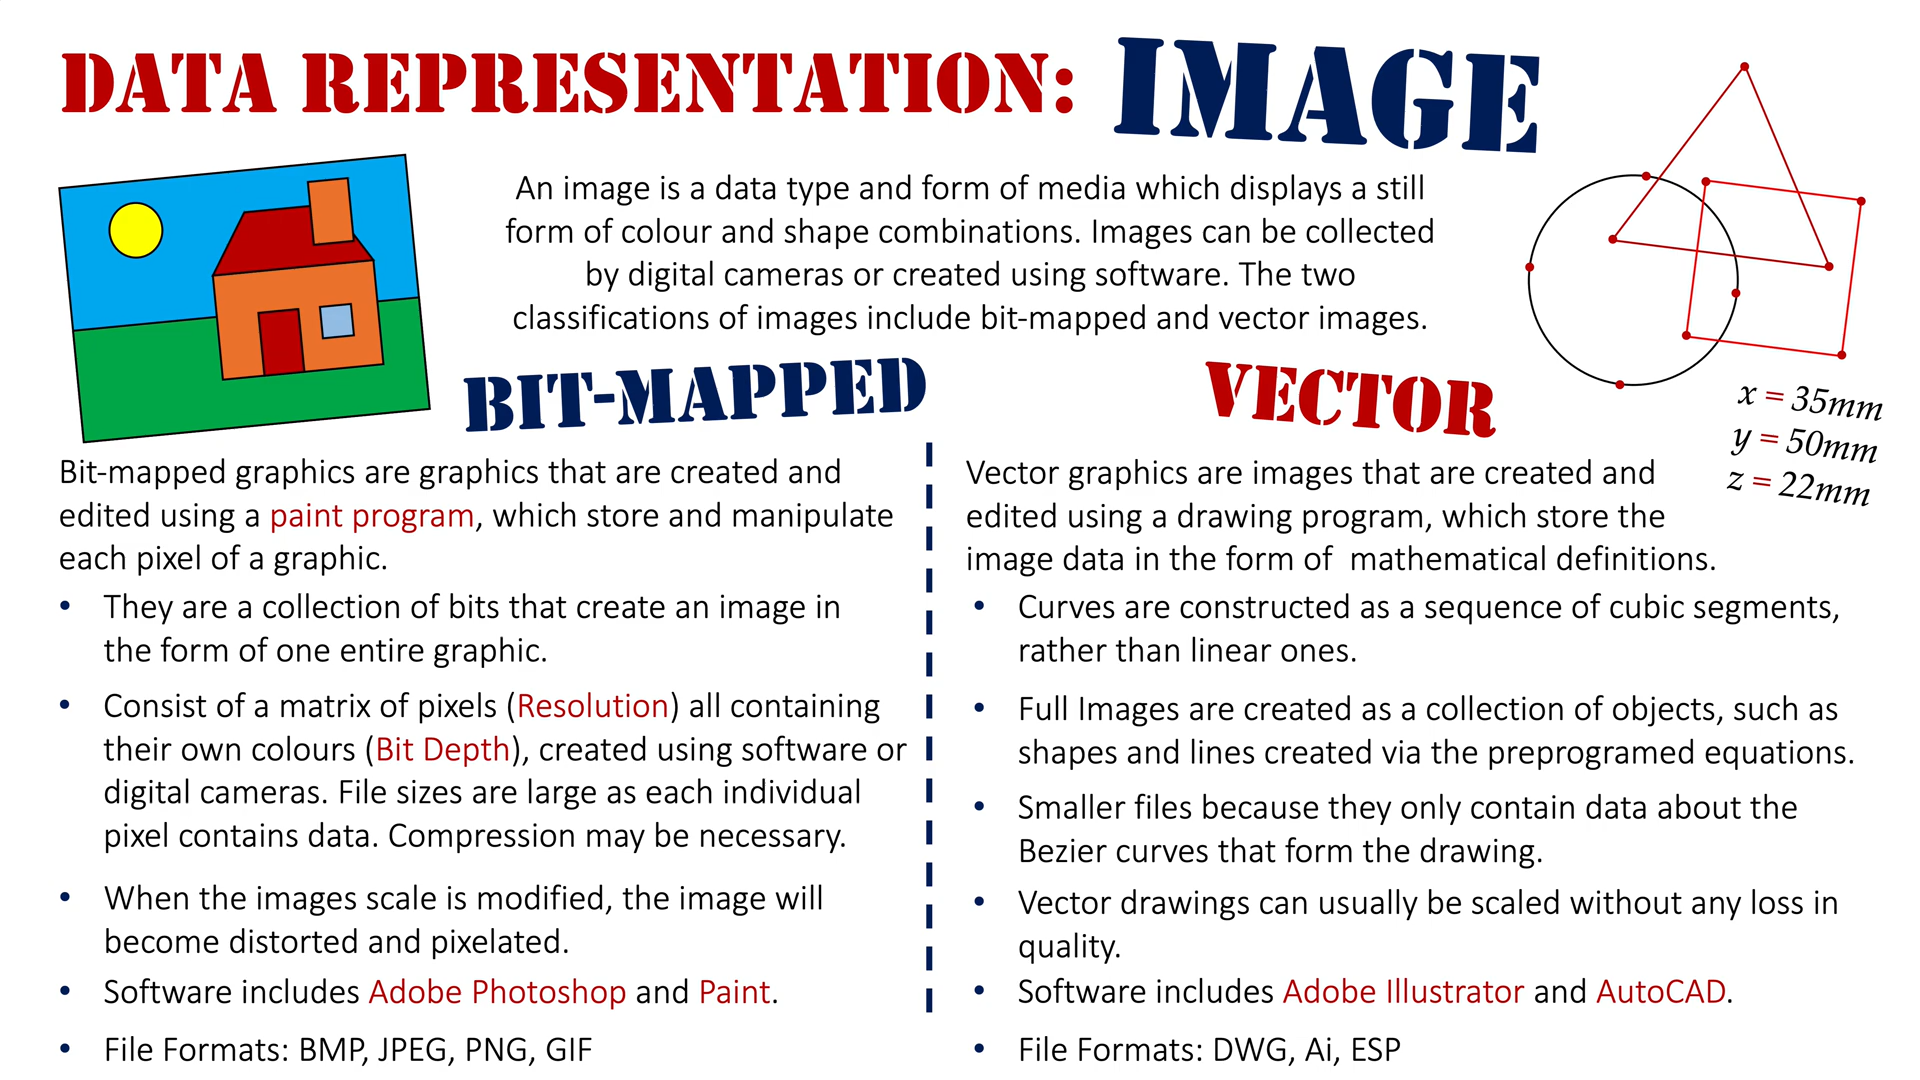 DATA REPRESENTATION: IMAGE
An image is a data type and form of media which displays a still
form of colour and shape combinations. Images can be collected
by digital cameras or created using software. The two
classifications of images include bit-mapped and vector images.
BIT-MAPPED
Bit-mapped graphics are graphics that are created and
edited using a paint program, which store and manipulate
each pixel of a graphic.
• They are a collection of bits that create an image in
the form of one entire graphic.
• Consist of a matrix of pixels (Resolution) all containing
their own colours (Bit Depth), created using software or
digital cameras. File sizes are large as each individual
pixel contains data. Compression may be necessary.
• When the images scale is modified, the image will
become distorted and pixelated.
• Software includes Adobe Photoshop and Paint.
• File Formats: BMP, JPEG, PNG, GIF
VECTOR
x = 35mm
y = 50mm
z = 22mm
Vector graphics are images that are created and
edited using a drawing program, which store the
image data in the form of  mathematical definitions.
• Curves are constructed as a sequence of cubic segments,
rather than linear ones.
• Full Images are created as a collection of objects, such as
shapes and lines created via the preprogramed equations.
• Smaller files because they only contain data about the
Bezier curves that form the drawing.
• Vector drawings can usually be scaled without any loss in
quality.
• Software includes Adobe Illustrator and AutoCAD.
• File Formats: DWG, Ai, ESP